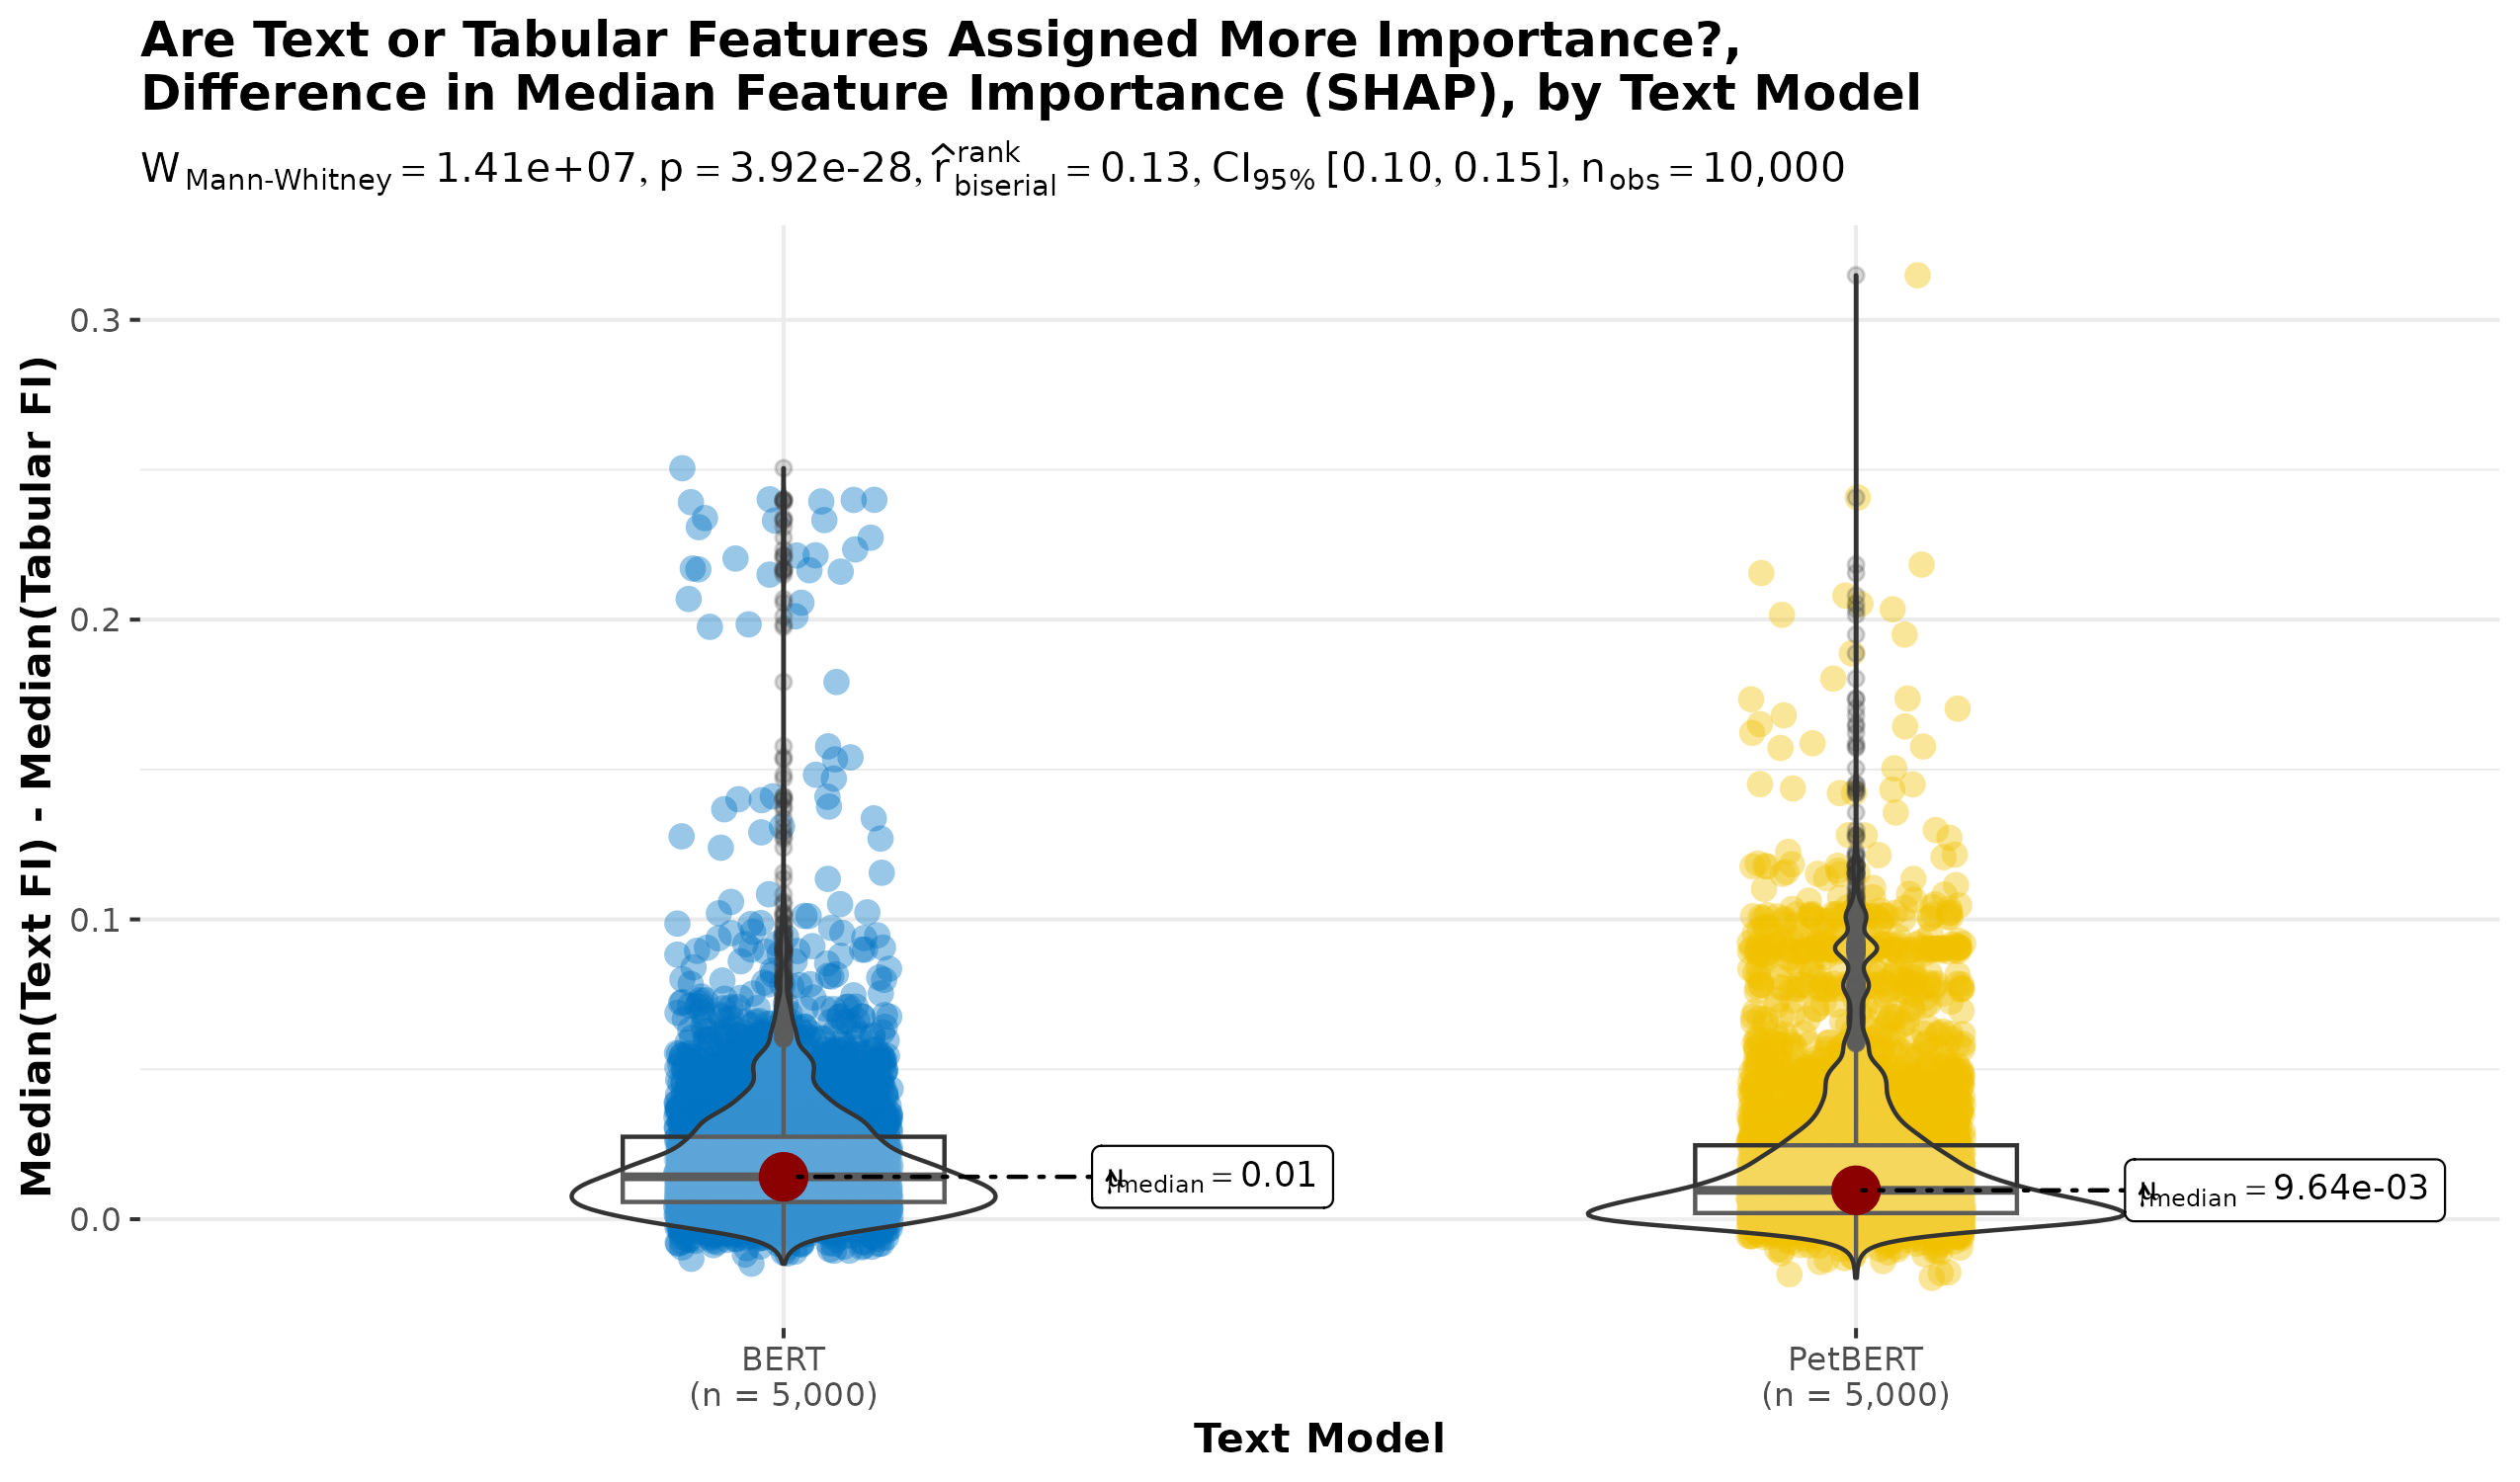 Are Text or Tabular Features Assigned More Importance?,
Difference in Median Feature Importance (SHAP), by Text Model
W Mann-Whitney = 1.41e+07, p = 3.92e-28, r̂ rank biserial = 0.13, CI95% [0.10, 0.15], nobs = 10,000
Median(Text FI) - Median(Tabular FI)
0.3
0.2
0.1
0.0
μ̂median = 0.01
μ̂median = 9.64e-03
BERT
(n = 5,000)
PetBERT
(n = 5,000)
Text Model